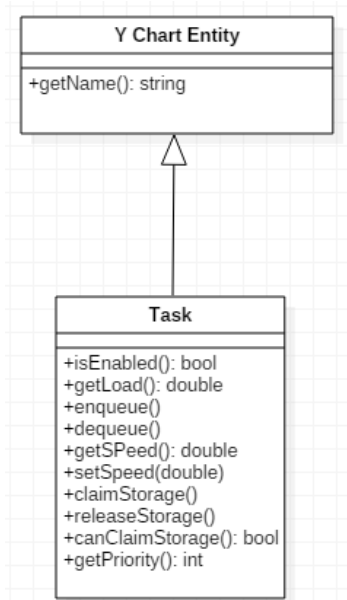 Y Chart Entity
+getName(): string
Task
+isEnabled(): bool
+getLoad(): double
+enqueue()
+dequeue()
+getSPeed(): double
+setSpeed(double)
+claimStorage()
+releaseStorage()
+canClaimStorage(): bool
+getPriority(): int